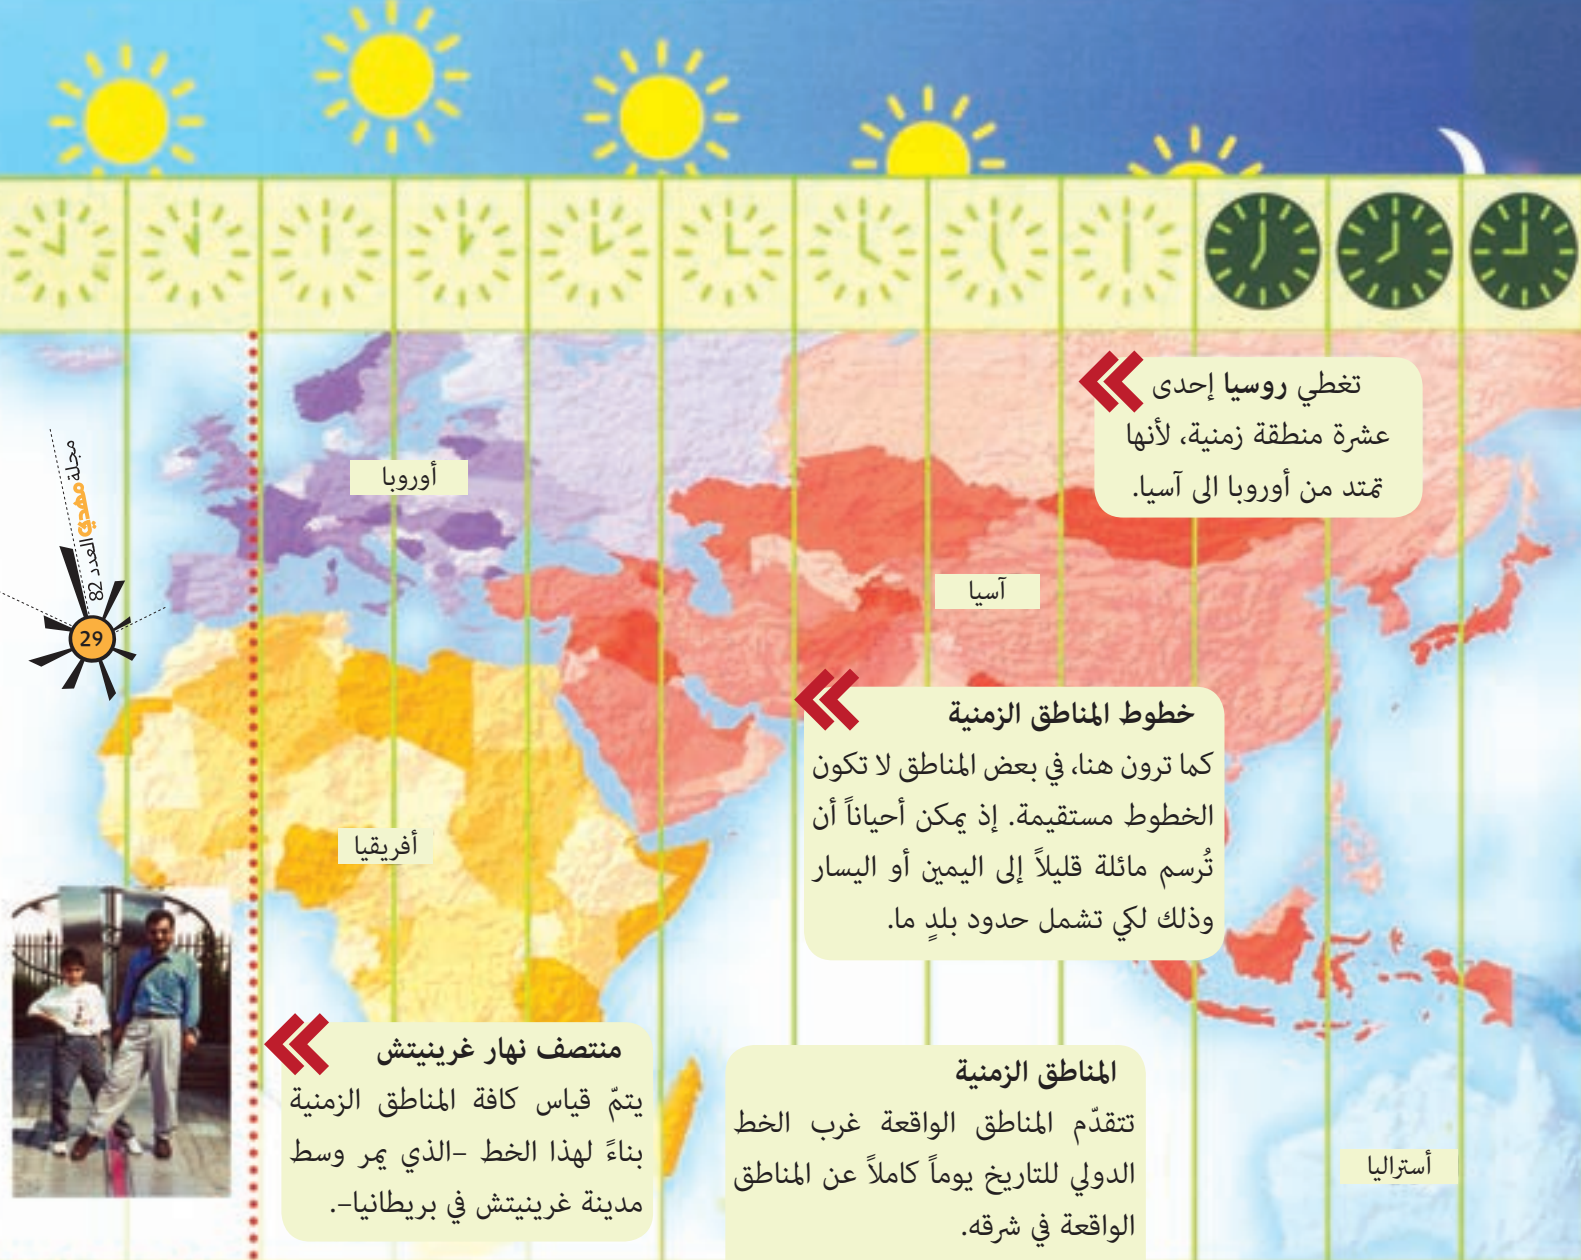 تغطي روسيا إحدى
عشرة منطقة زمنية، لأنها
تمتد من أوروبا الى آسيا.
أوروبا
مجلة مهدي العدد 82
29
آسيا
خطوط المناطق الزمنية
كما ترون هنا، في بعض المناطق لا تكون
الخطوط مستقيمة. إذ يمكن أحياناً أن
تُرسم مائلة قليلاً إلى اليمين أو اليسار
وذلك لكي تشمل حدود بلدٍ ما.
أفريقيا
منتصف نهار غرينيتش
يتمّ قياس كافة المناطق الزمنية
بناءً لهذا الخط -الذي يمر وسط
مدينة غرينيتش في بريطانيا-.
المناطق الزمنية
تتقدّم المناطق الواقعة غرب الخط
الدولي للتاريخ يوماً كاملاً عن المناطق
الواقعة في شرقه.
أستراليا